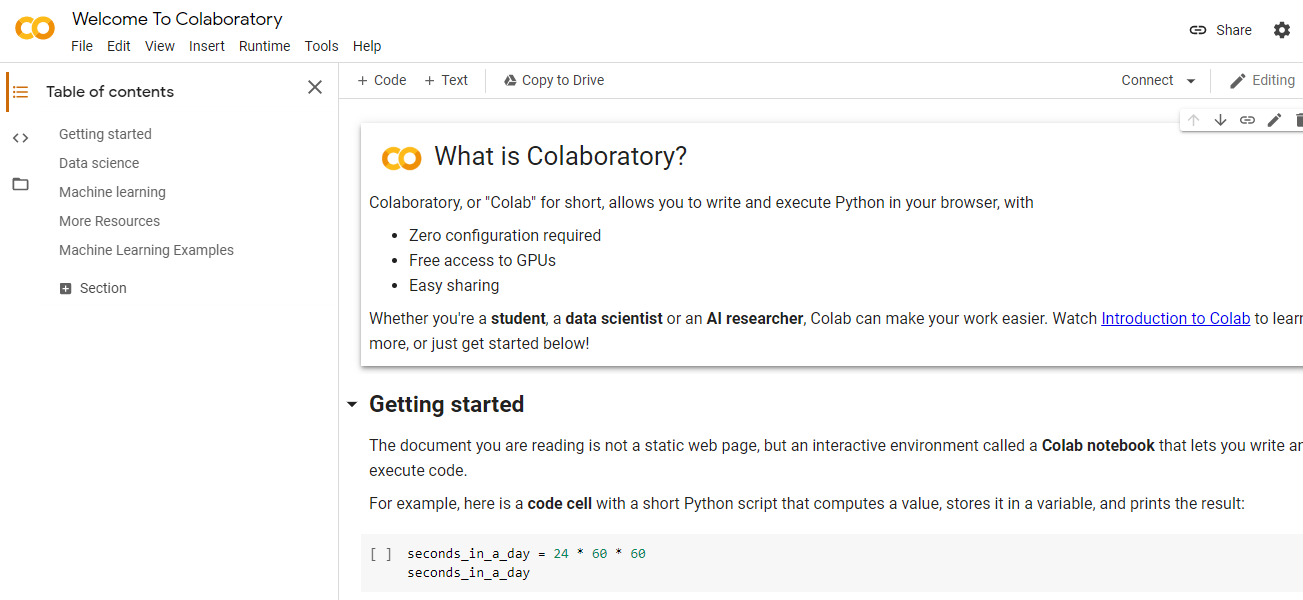 Welcome To Colaboratory
File Edit View Insert Runtime Tools Help
Share
Table of contents
Getting started
Data science
Machine learning
More Resources
Machine Learning Examples
Section
+ Code + Text Copy to Drive
Connect
Editing
What is Colaboratory?
Colaboratory, or "Colab" for short, allows you to write and execute Python in your browser, with
• Zero configuration required
• Free access to GPUs
• Easy sharing
Whether you're a student, a data scientist or an AI researcher, Colab can make your work easier. Watch Introduction to Colab to learn
more, or just get started below!
Getting started
The document you are reading is not a static web page, but an interactive environment called a Colab notebook that lets you write
execute code.
For example, here is a code cell with a short Python script that computes a value, stores it in a variable, and prints the result:
[ ] seconds_in_a_day = 24 * 60 * 60
seconds_in_a_day